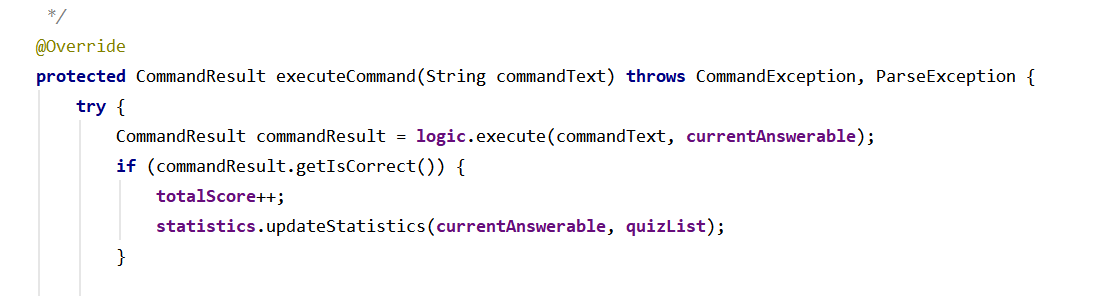 */
@Override
protected CommandResult executeCommand(String commandText) throws CommandException, ParseException {
try {
CommandResult commandResult = logic.execute(commandText, currentAnswerable);
if (commandResult.getIsCorrect()) {
totalScore++;
statistics.updateStatistics(currentAnswerable, quizList);
}